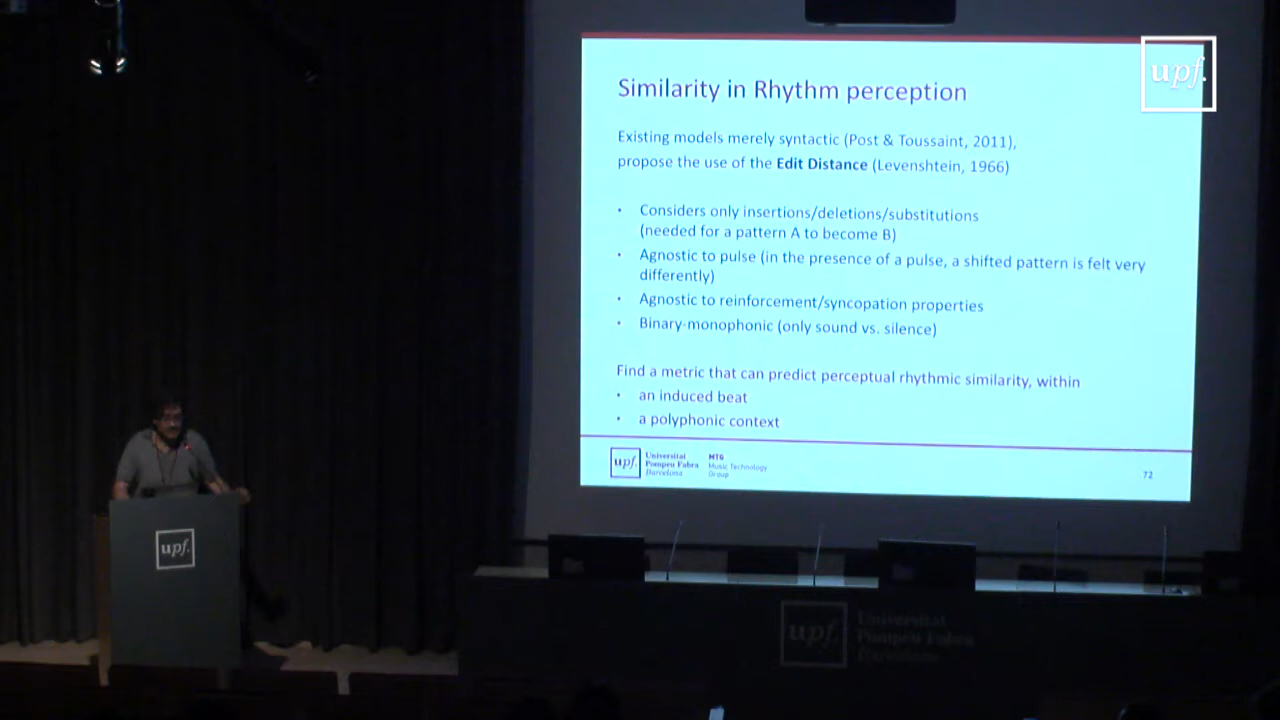 upf.
Similarity in Rhythm perception
Existing models merely syntactic (Post & Toussaint, 2011),
propose the use of the Edit Distance (Levenshtein, 1966)
• Considers only insertions/deletions/substitutions
(needed for a pattern A to become B)
• Agnostic to pulse (in the presence of a pulse, a shifted pattern is felt very
differently)
• Agnostic to reinforcement/syncopation properties
• Binary-monophonic (only sound vs. silence)
Find a metric that can predict perceptual rhythmic similarity, within
• an induced beat
• a polyphonic context
upf.
Universitat
Pompeu Fabra
Barcelona
MTG
Music Technology
Group
72
upf.
upf.
Universitat
Pompeu Fabra
Barcelona